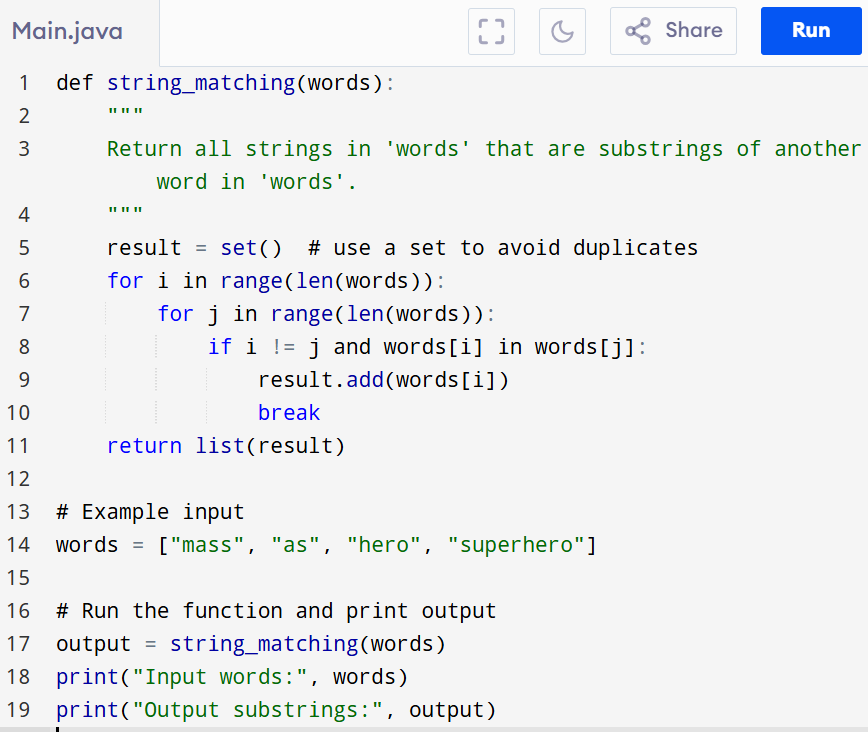 Main.java
Share
Run
1 def string_matching(words):
2     """
3     Return all strings in 'words' that are substrings of another
        word in 'words'.
4     """
5     result = set()  # use a set to avoid duplicates
6     for i in range(len(words)):
7         for j in range(len(words)):
8             if i != j and words[i] in words[j]:
9                 result.add(words[i])
10                 break
11     return list(result)
12
13 # Example input
14 words = ["mass", "as", "hero", "superhero"]
15
16 # Run the function and print output
17 output = string_matching(words)
18 print("Input words:", words)
19 print("Output substrings:", output)